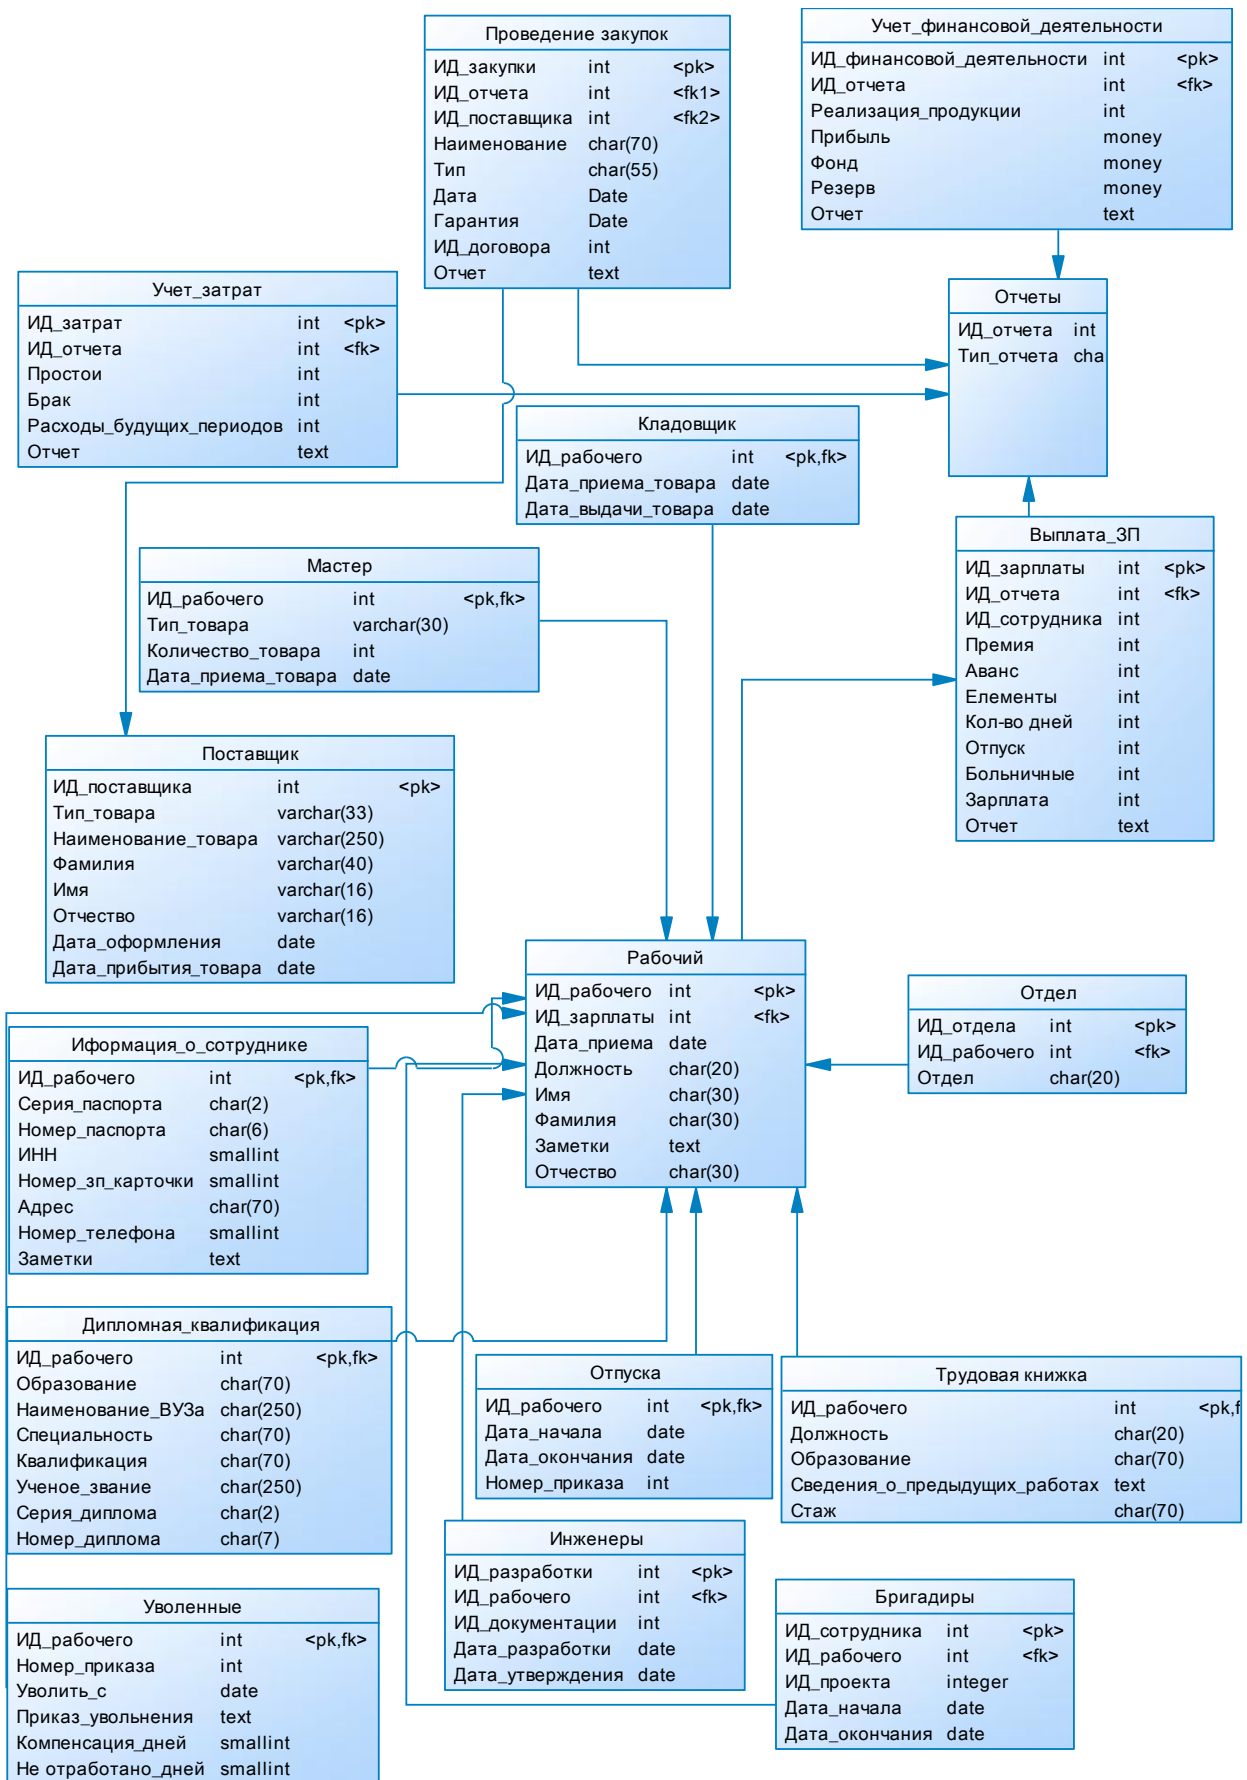 Проведение закупок
ИД_закупки int <pk>
ИД_отчета int <fk1>
ИД_поставщика int <fk2>
Наименование char(70)
Тип char(55)
Дата Date
Гарантия Date
ИД_договора int
Отчет text
Учет_финансовой_деятельности
ИД_финансовой_деятельности int <pk>
ИД_отчета int <fk>
Реализация_продукции int
Прибыль money
Фонд money
Резерв money
Отчет text
Учет_затрат
ИД_затрат int <pk>
ИД_отчета int <fk>
Простои int
Брак int
Расходы_будущих_периодов int
Отчет text
Отчеты
ИД_отчета int
Тип_отчета cha
Кладовщик
ИД_рабочего int <pk,fk>
Дата_приема_товара date
Дата_выдачи_товара date
Мастер
ИД_рабочего int <pk,fk>
Тип_товара varchar(30)
Количество_товара int
Дата_приема_товара date
Выплата_ЗП
ИД_зарплаты int <pk>
ИД_отчета int <fk>
ИД_сотрудника int
Премия int
Аванс int
Елементы int
Кол-во дней int
Отпуск int
Больничные int
Зарплата int
Отчет text
Поставщик
ИД_поставщика int <pk>
Тип_товара varchar(33)
Наименование_товара varchar(250)
Фамилия varchar(40)
Имя varchar(16)
Отчество varchar(16)
Дата_оформления date
Дата_прибытия_товара date
Рабочий
ИД_рабочего int <pk>
ИД_зарплаты int <fk>
Дата_приема date
Должность char(20)
Имя char(30)
Фамилия char(30)
Заметки text
Отчество char(30)
Отдел
ИД_отдела int <pk>
ИД_рабочего int <fk>
Отдел char(20)
Иформация_о_сотруднике
ИД_рабочего int <pk,fk>
Серия_паспорта char(2)
Номер_паспорта char(6)
ИНН smallint
Номер_зп_карточки smallint
Адрес char(70)
Номер_телефона smallint
Заметки text
Дипломная_квалификация
ИД_рабочего int <pk,fk>
Образование char(70)
Наименование_ВУЗа char(250)
Специальность char(70)
Квалификация char(70)
Ученое_звание char(250)
Серия_диплома char(2)
Номер_диплома char(7)
Отпуска
ИД_рабочего int <pk,fk>
Дата_начала date
Дата_окончания date
Номер_приказа int
Трудовая книжка
ИД_рабочего int <pk,f
Должность char(20)
Образование char(70)
Сведения_о_предыдущих_работах text
Стаж char(70)
Инженеры
ИД_разработки int <pk>
ИД_рабочего int <fk>
ИД_документации int
Дата_разработки date
Дата_утверждения date
Уволенные
ИД_рабочего int <pk,fk>
Номер_приказа int
Уволить_с date
Приказ_увольнения text
Компенсация_дней smallint
Не отработано_дней smallint
Бригадиры
ИД_сотрудника int <pk>
ИД_рабочего int <fk>
ИД_проекта integer
Дата_начала date
Дата_окончания date